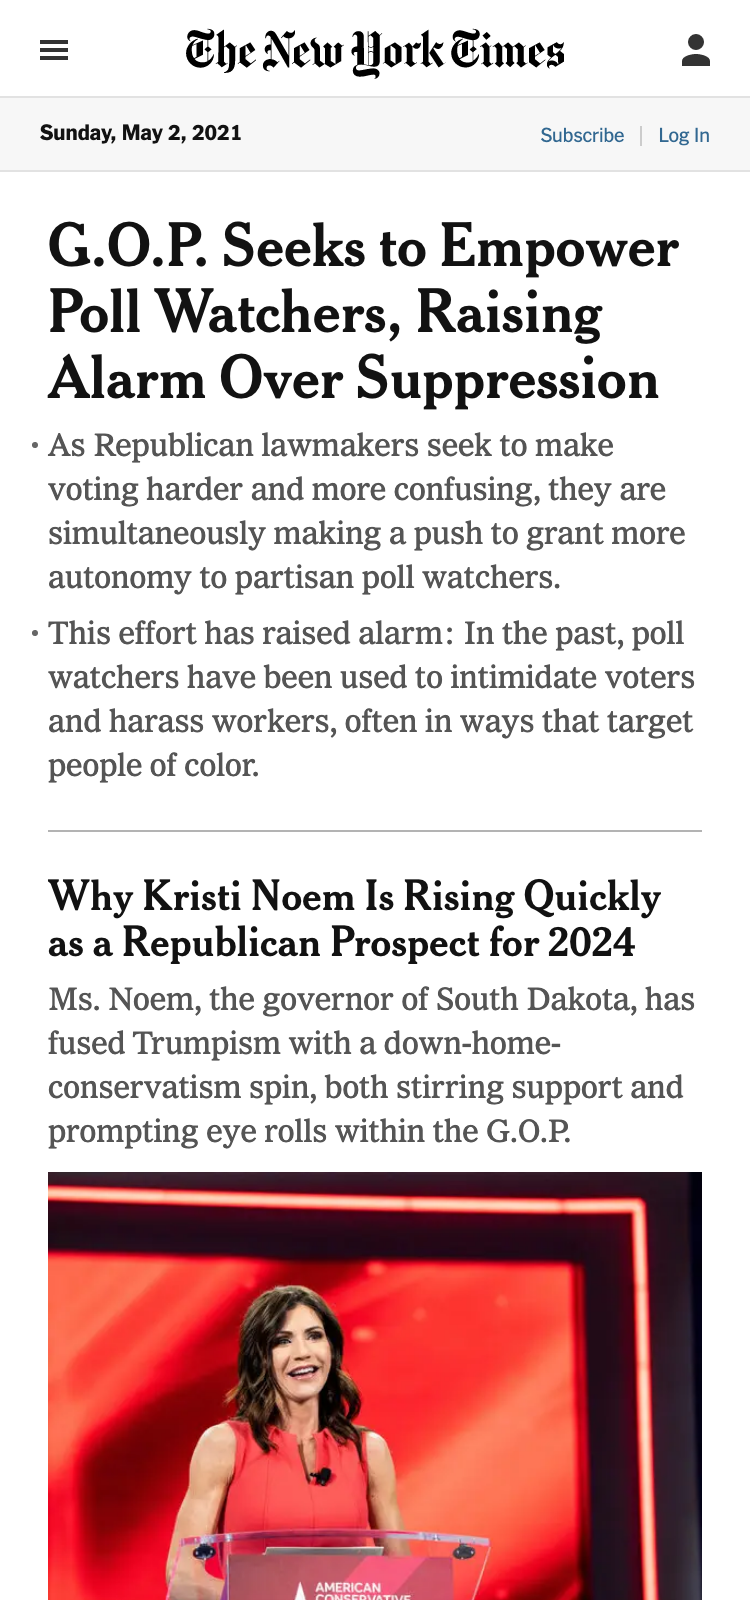 The New York Times
Sunday, May 2, 2021
Subscribe | Log In
G.O.P. Seeks to Empower
Poll Watchers, Raising
Alarm Over Suppression
• As Republican lawmakers seek to make
voting harder and more confusing, they are
simultaneously making a push to grant more
autonomy to partisan poll watchers.
• This effort has raised alarm: In the past, poll
watchers have been used to intimidate voters
and harass workers, often in ways that target
people of color.
Why Kristi Noem Is Rising Quickly
as a Republican Prospect for 2024
Ms. Noem, the governor of South Dakota, has
fused Trumpism with a down-home-
conservatism spin, both stirring support and
prompting eye rolls within the G.O.P.
AMERICAN
CONSERVATIVE